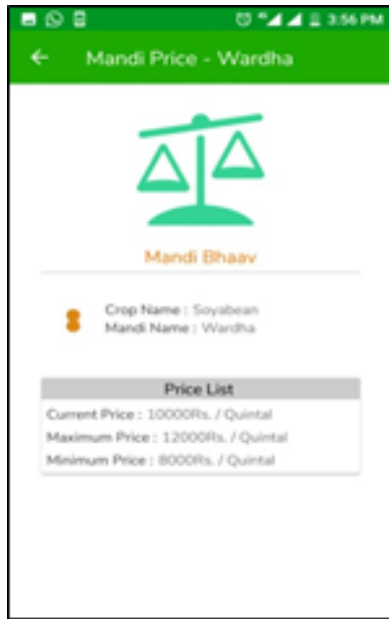 3:56 PM
Mandi Price - Wardha
Mandi Bhaav
Crop Name : Soyabean
Mandi Name : Wardha
Price List
Current Price : 10000Rs. / Quintal
Maximum Price : 12000Rs. / Quintal
Minimum Price : 8000Rs. / Quintal